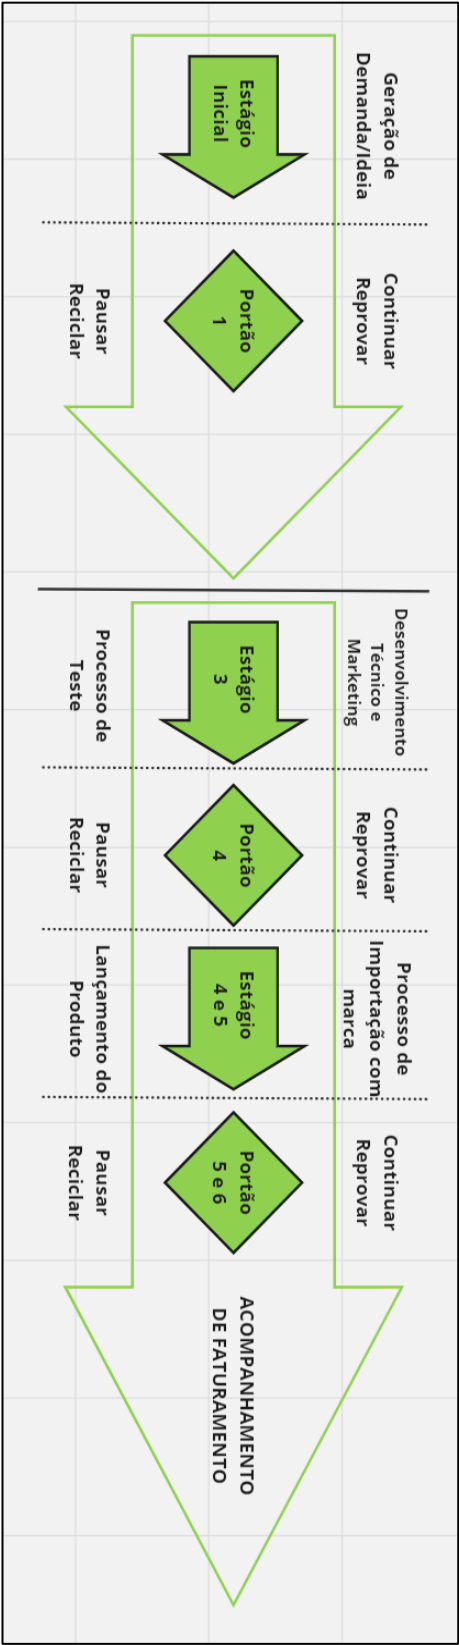 Geração de
Demanda/Ideia
Estágio
Inicial
Continuar
Reprovar
Portão
1
Pausar
Reciclar
Desenvolvimento
Técnico e
Marketing
Estágio
3
Processo de
Teste
Continuar
Reprovar
Portão
4
Pausar
Reciclar
Processo de
Importação com
marca
Estágio
4 e 5
Lançamento do
Produto
Continuar
Reprovar
Portão
5 e 6
Pausar
Reciclar
ACOMPANHAMENTO
DE FATURAMENTO